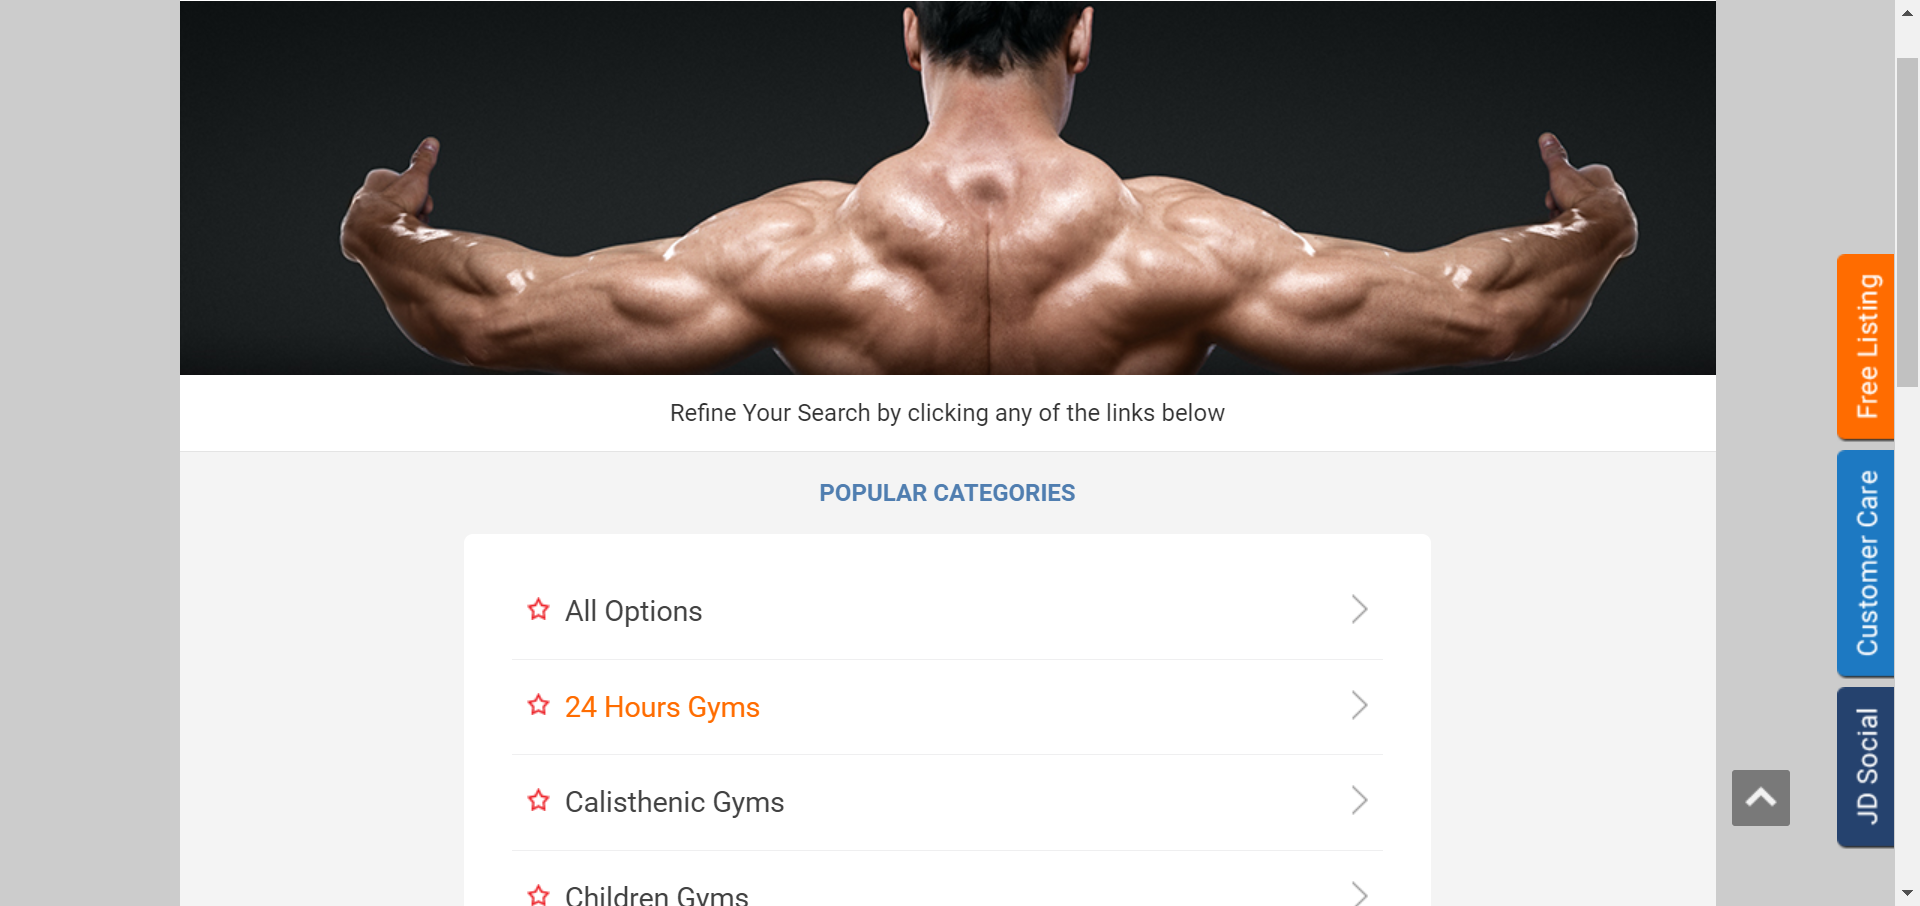 Refine Your Search by clicking any of the links below
POPULAR CATEGORIES
All Options
24 Hours Gyms
Calisthenic Gyms
Children Gyms
Free Listing
Customer Care
JD Social